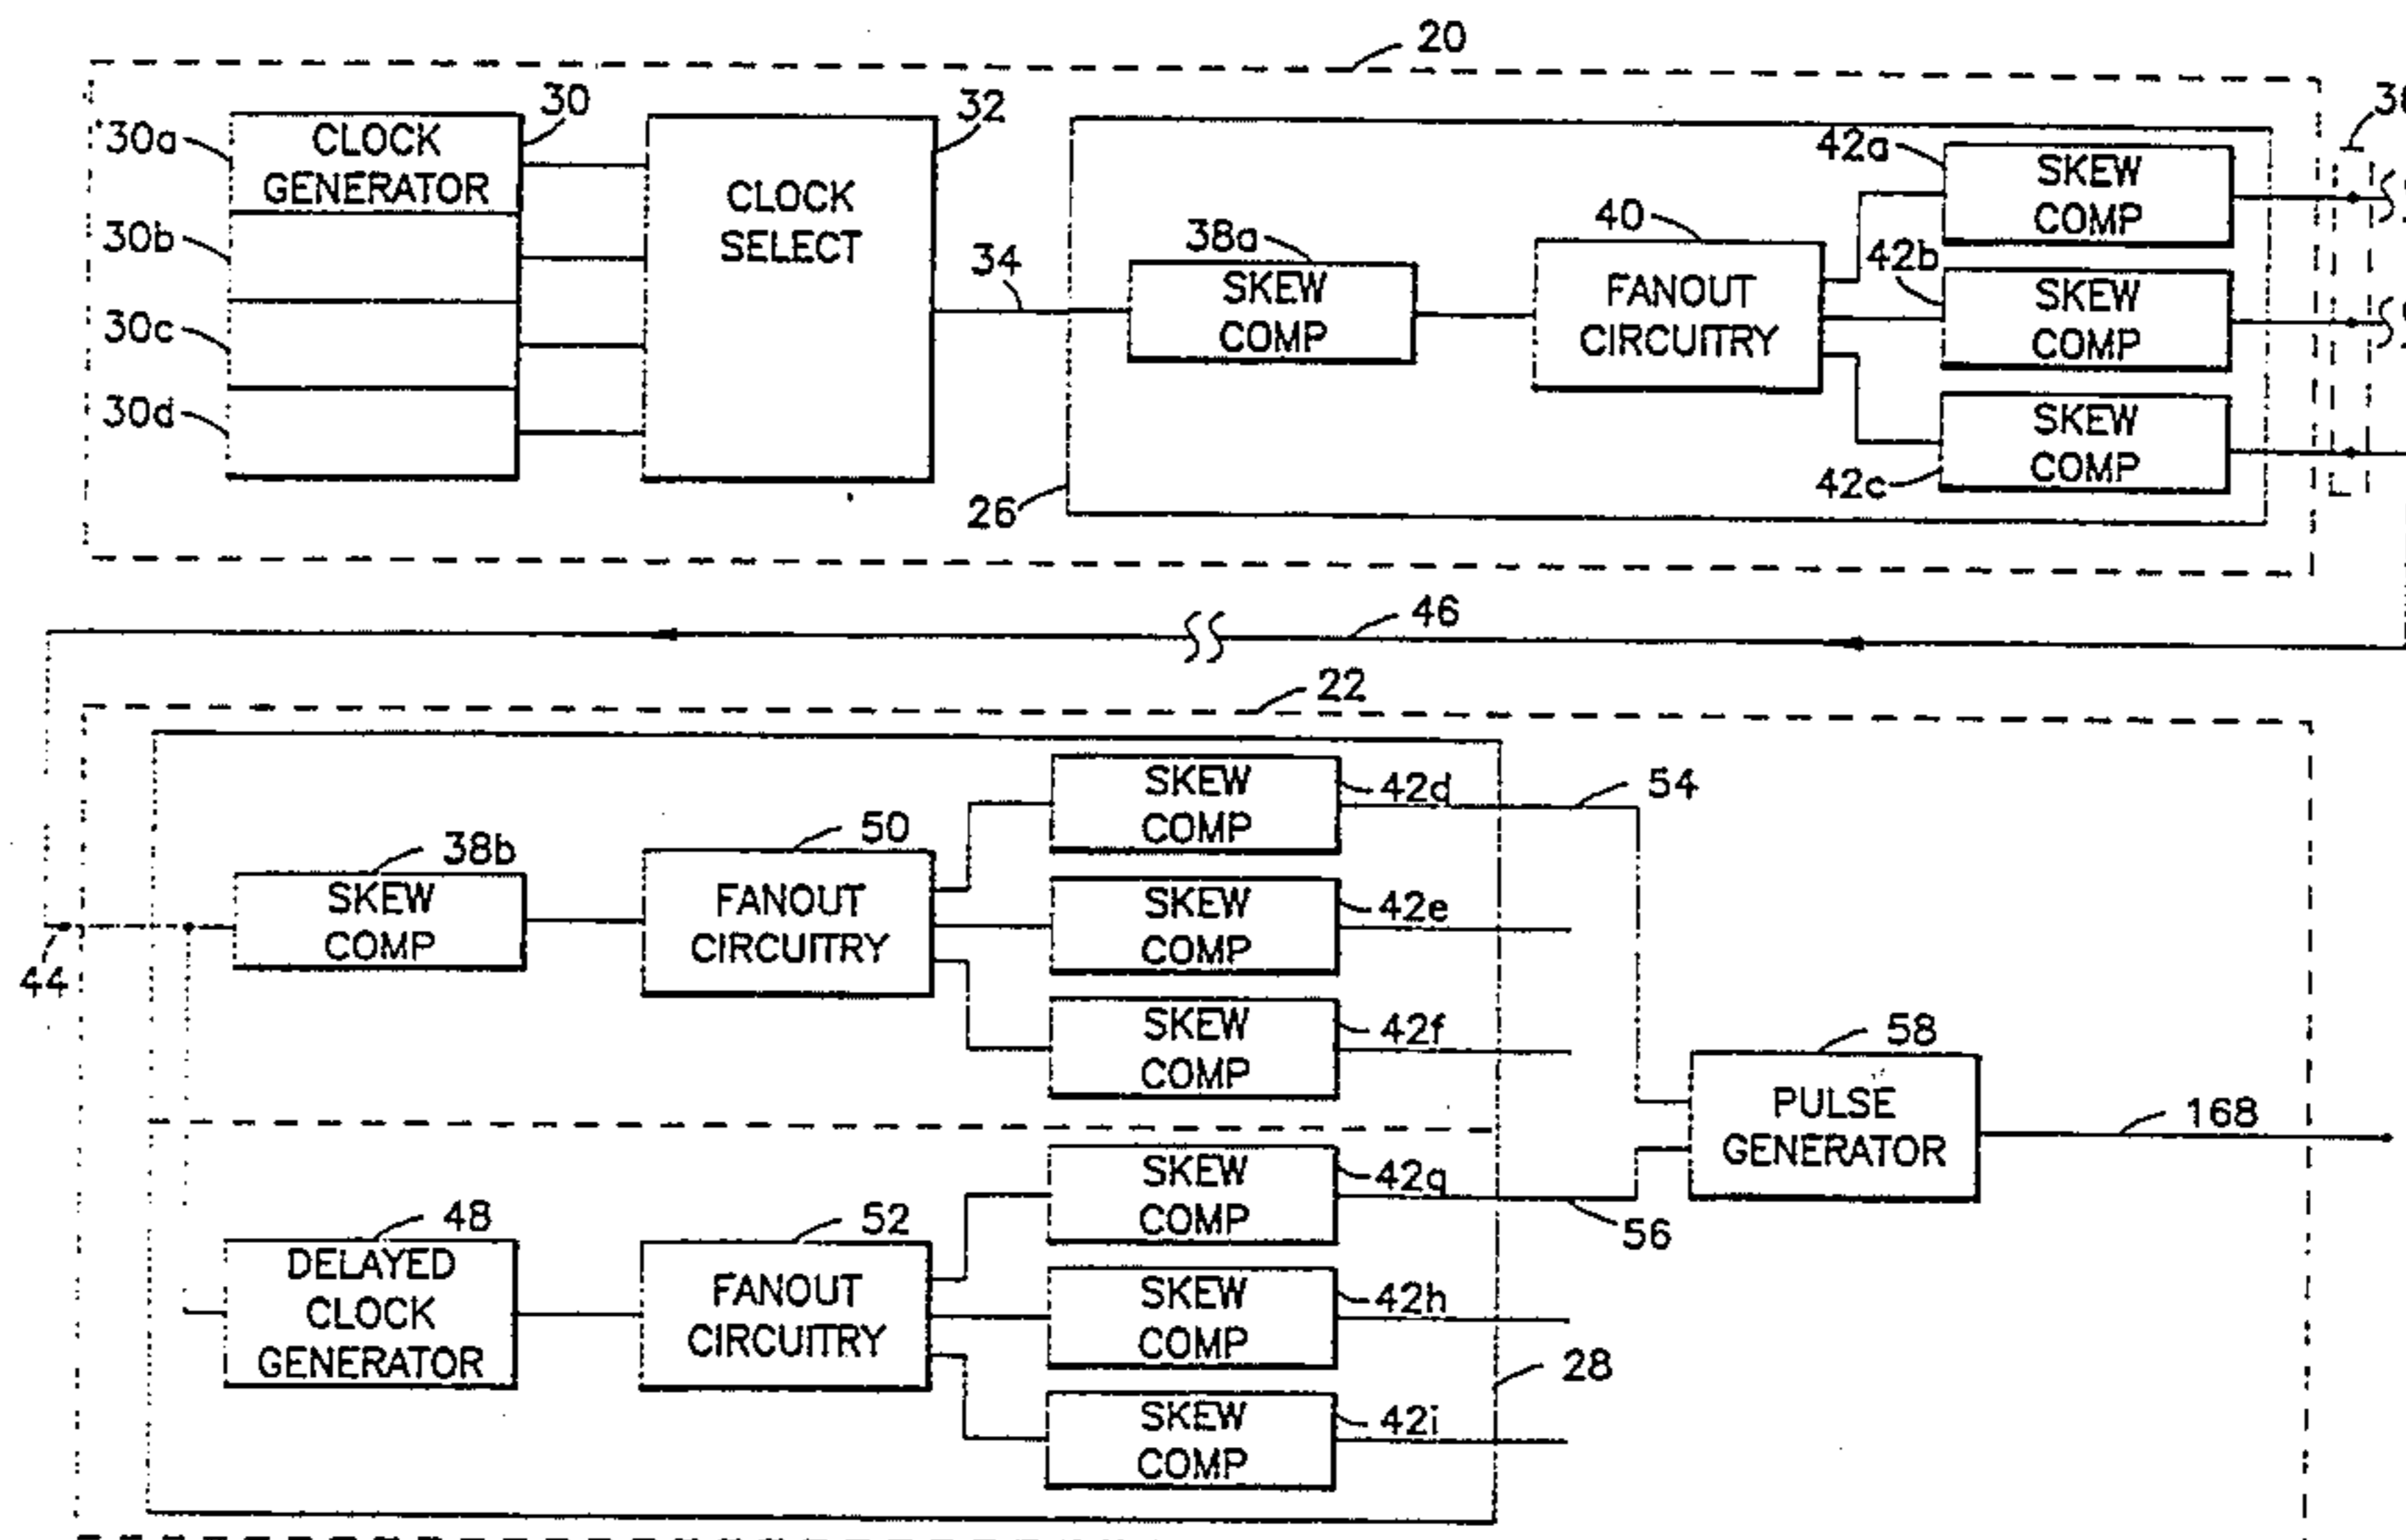 20
30
32
36
30a
CLOCK
GENERATOR
30b
30c
30d
CLOCK
SELECT
34
38a
SKEW
COMP
40
FANOUT
CIRCUITRY
42a
SKEW
COMP
42b
SKEW
COMP
42c
SKEW
COMP
26
46
22
44
38b
SKEW
COMP
50
FANOUT
CIRCUITRY
SKEW
COMP
42d
54
SKEW
COMP
42e
SKEW
COMP
42f
58
PULSE
GENERATOR
168
48
DELAYED
CLOCK
GENERATOR
52
FANOUT
CIRCUITRY
SKEW
COMP
42g
56
SKEW
COMP
42h
28
SKEW
COMP
42i